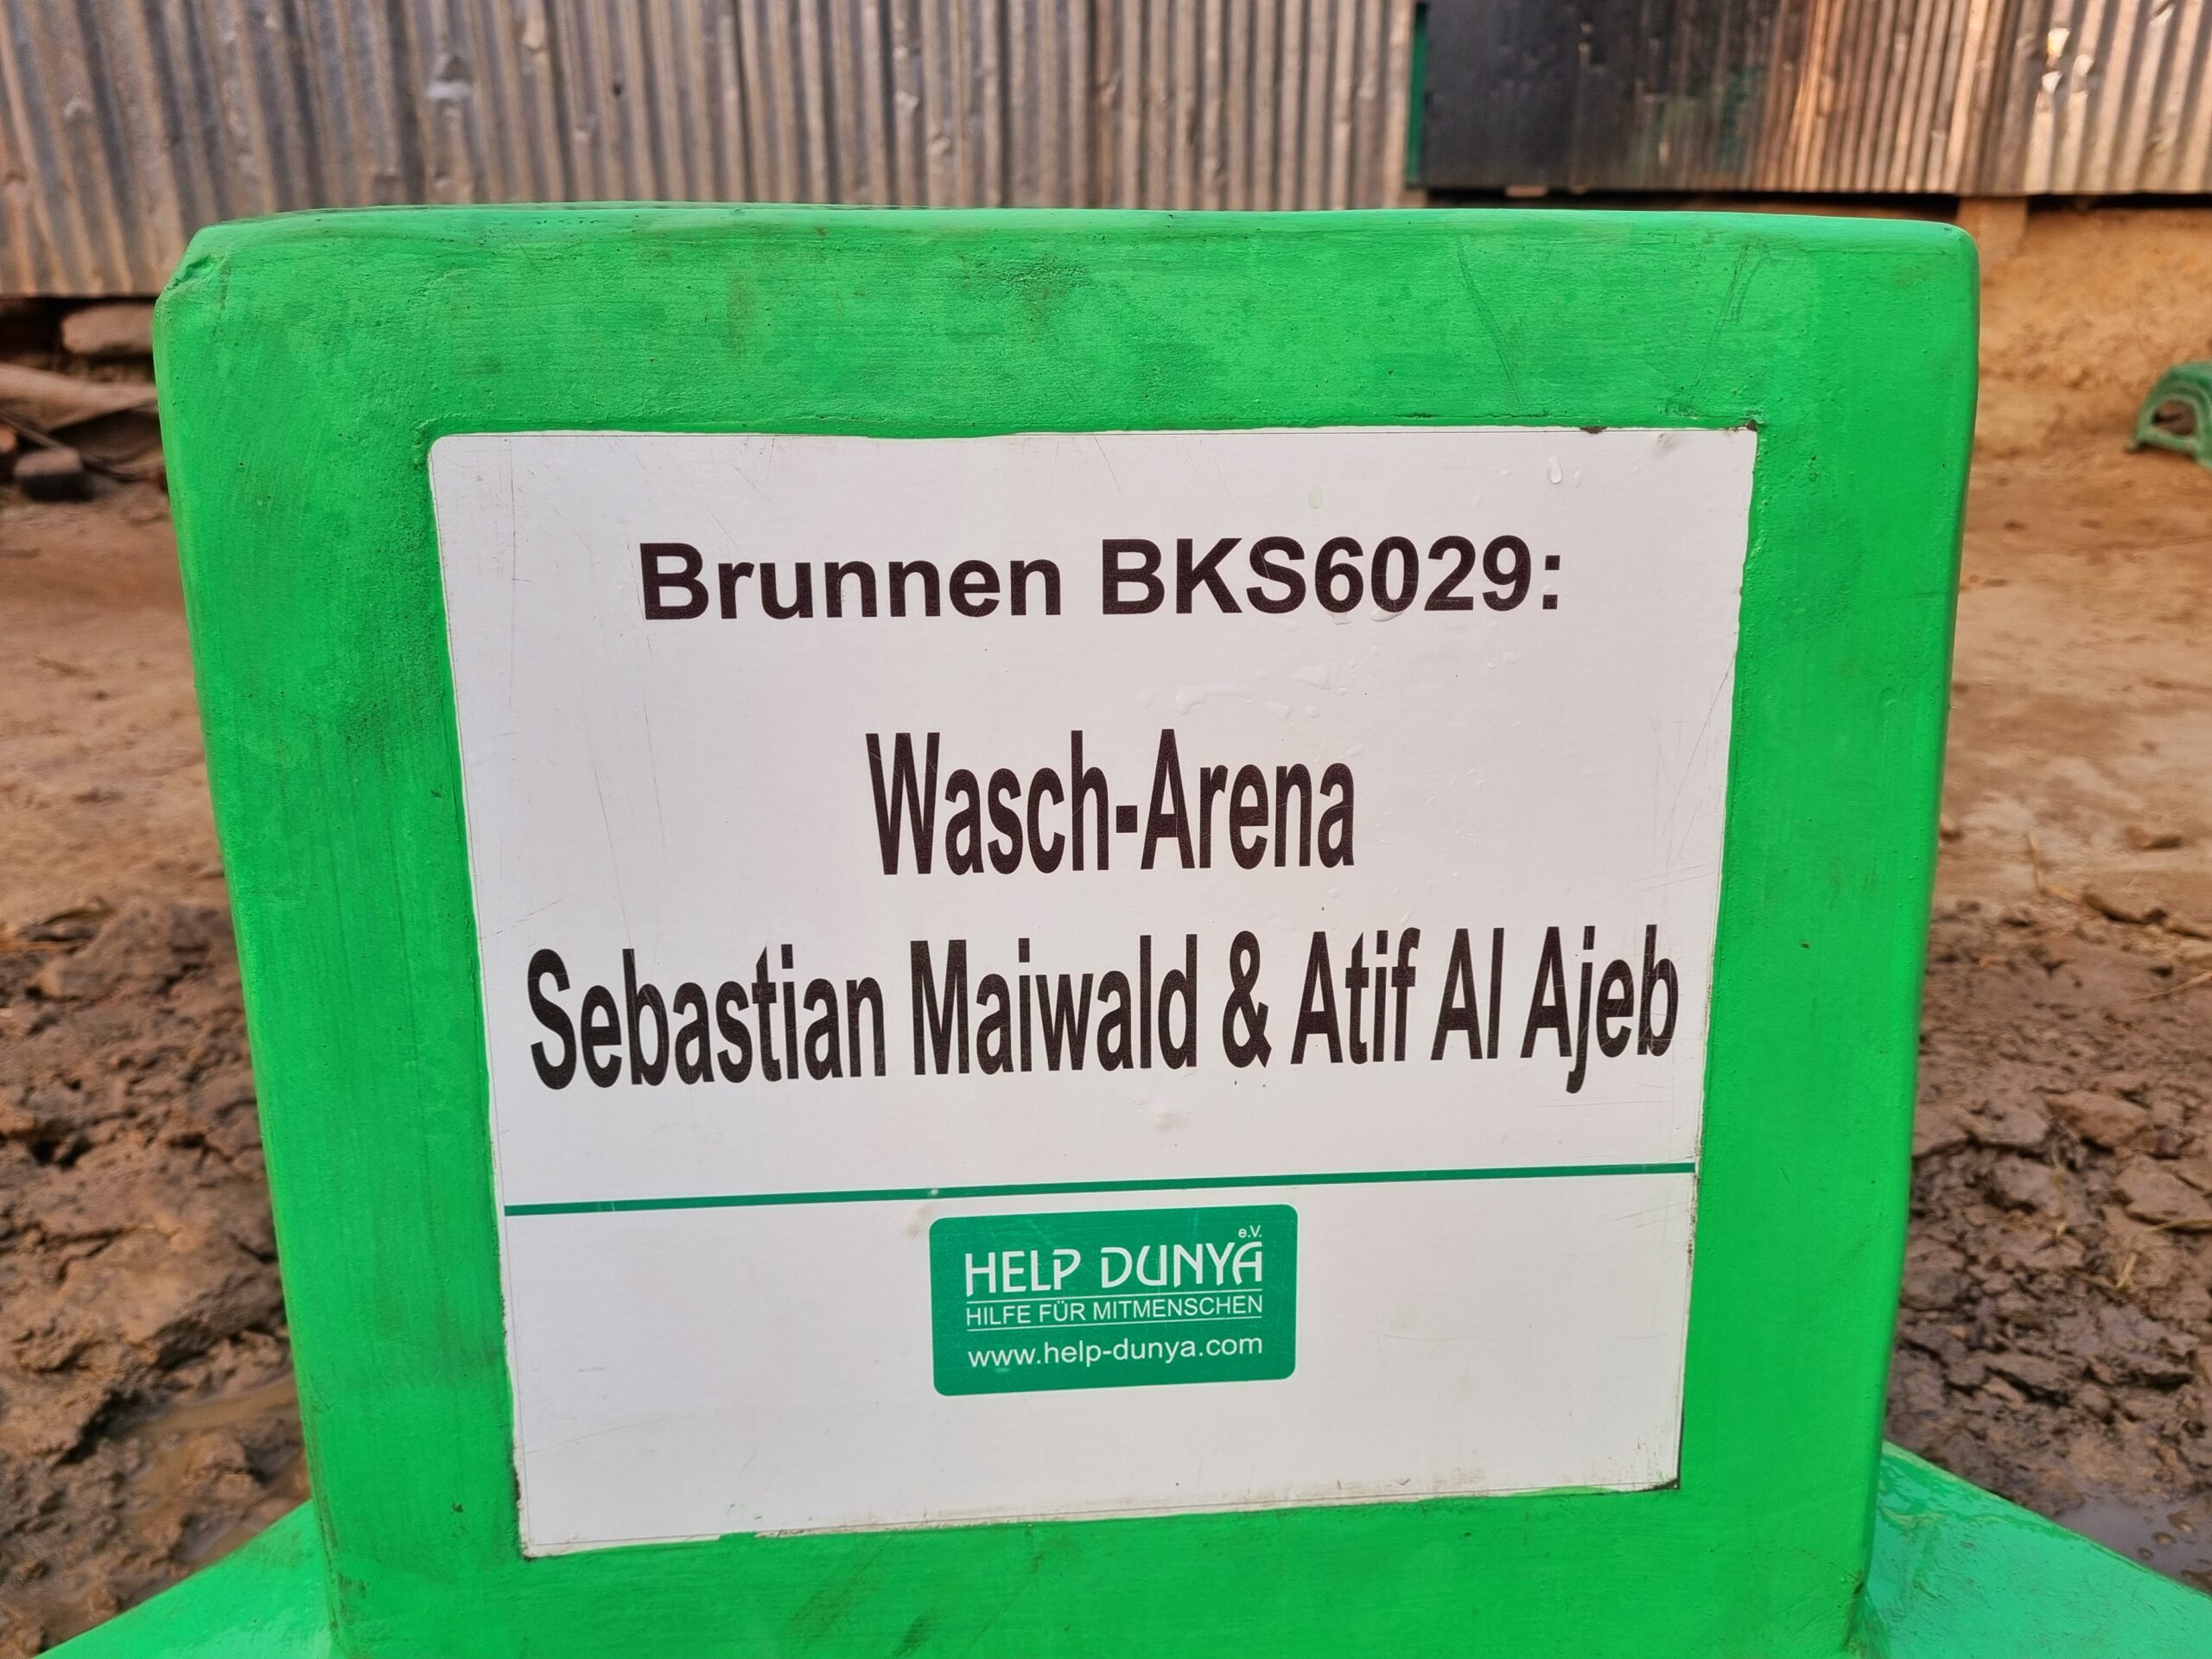 Brunnen BKS6029:
Wasch-Arena
Sebastian Maiwald & Atif Al Ajeb
e.V.
HELP DUNYA
HILFE FÜR MITMENSCHEN
www.help-dunya.com